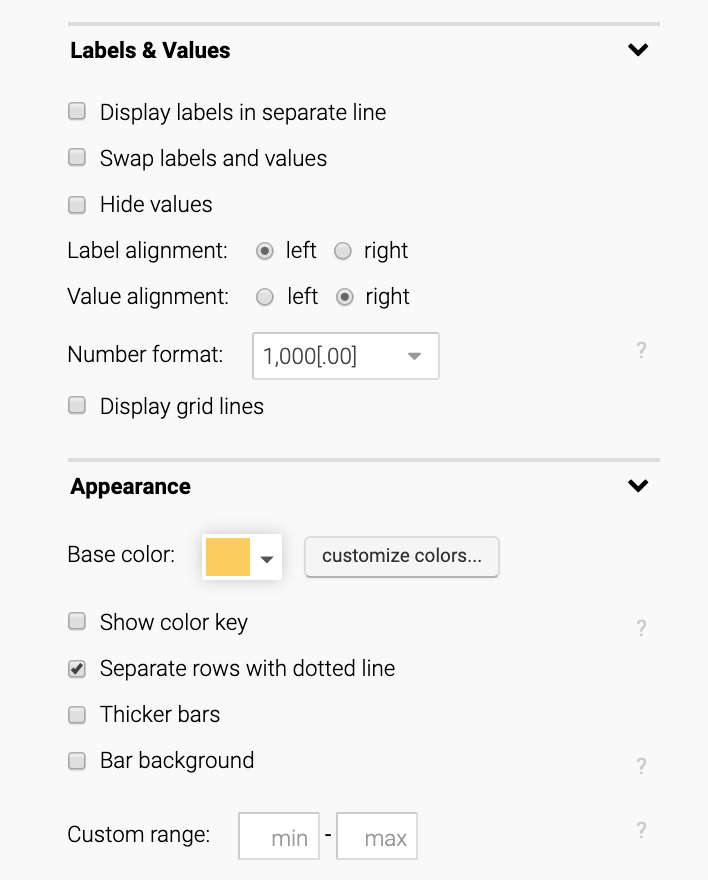 Labels & Values
Display labels in separate line
Swap labels and values
Hide values
Label alignment: left right
Value alignment: left right
Number format: 1,000[.00] ?
Display grid lines
Appearance
Base color: customize colors...
Show color key ?
Separate rows with dotted line
Thicker bars
Bar background ?
Custom range: min - max ?